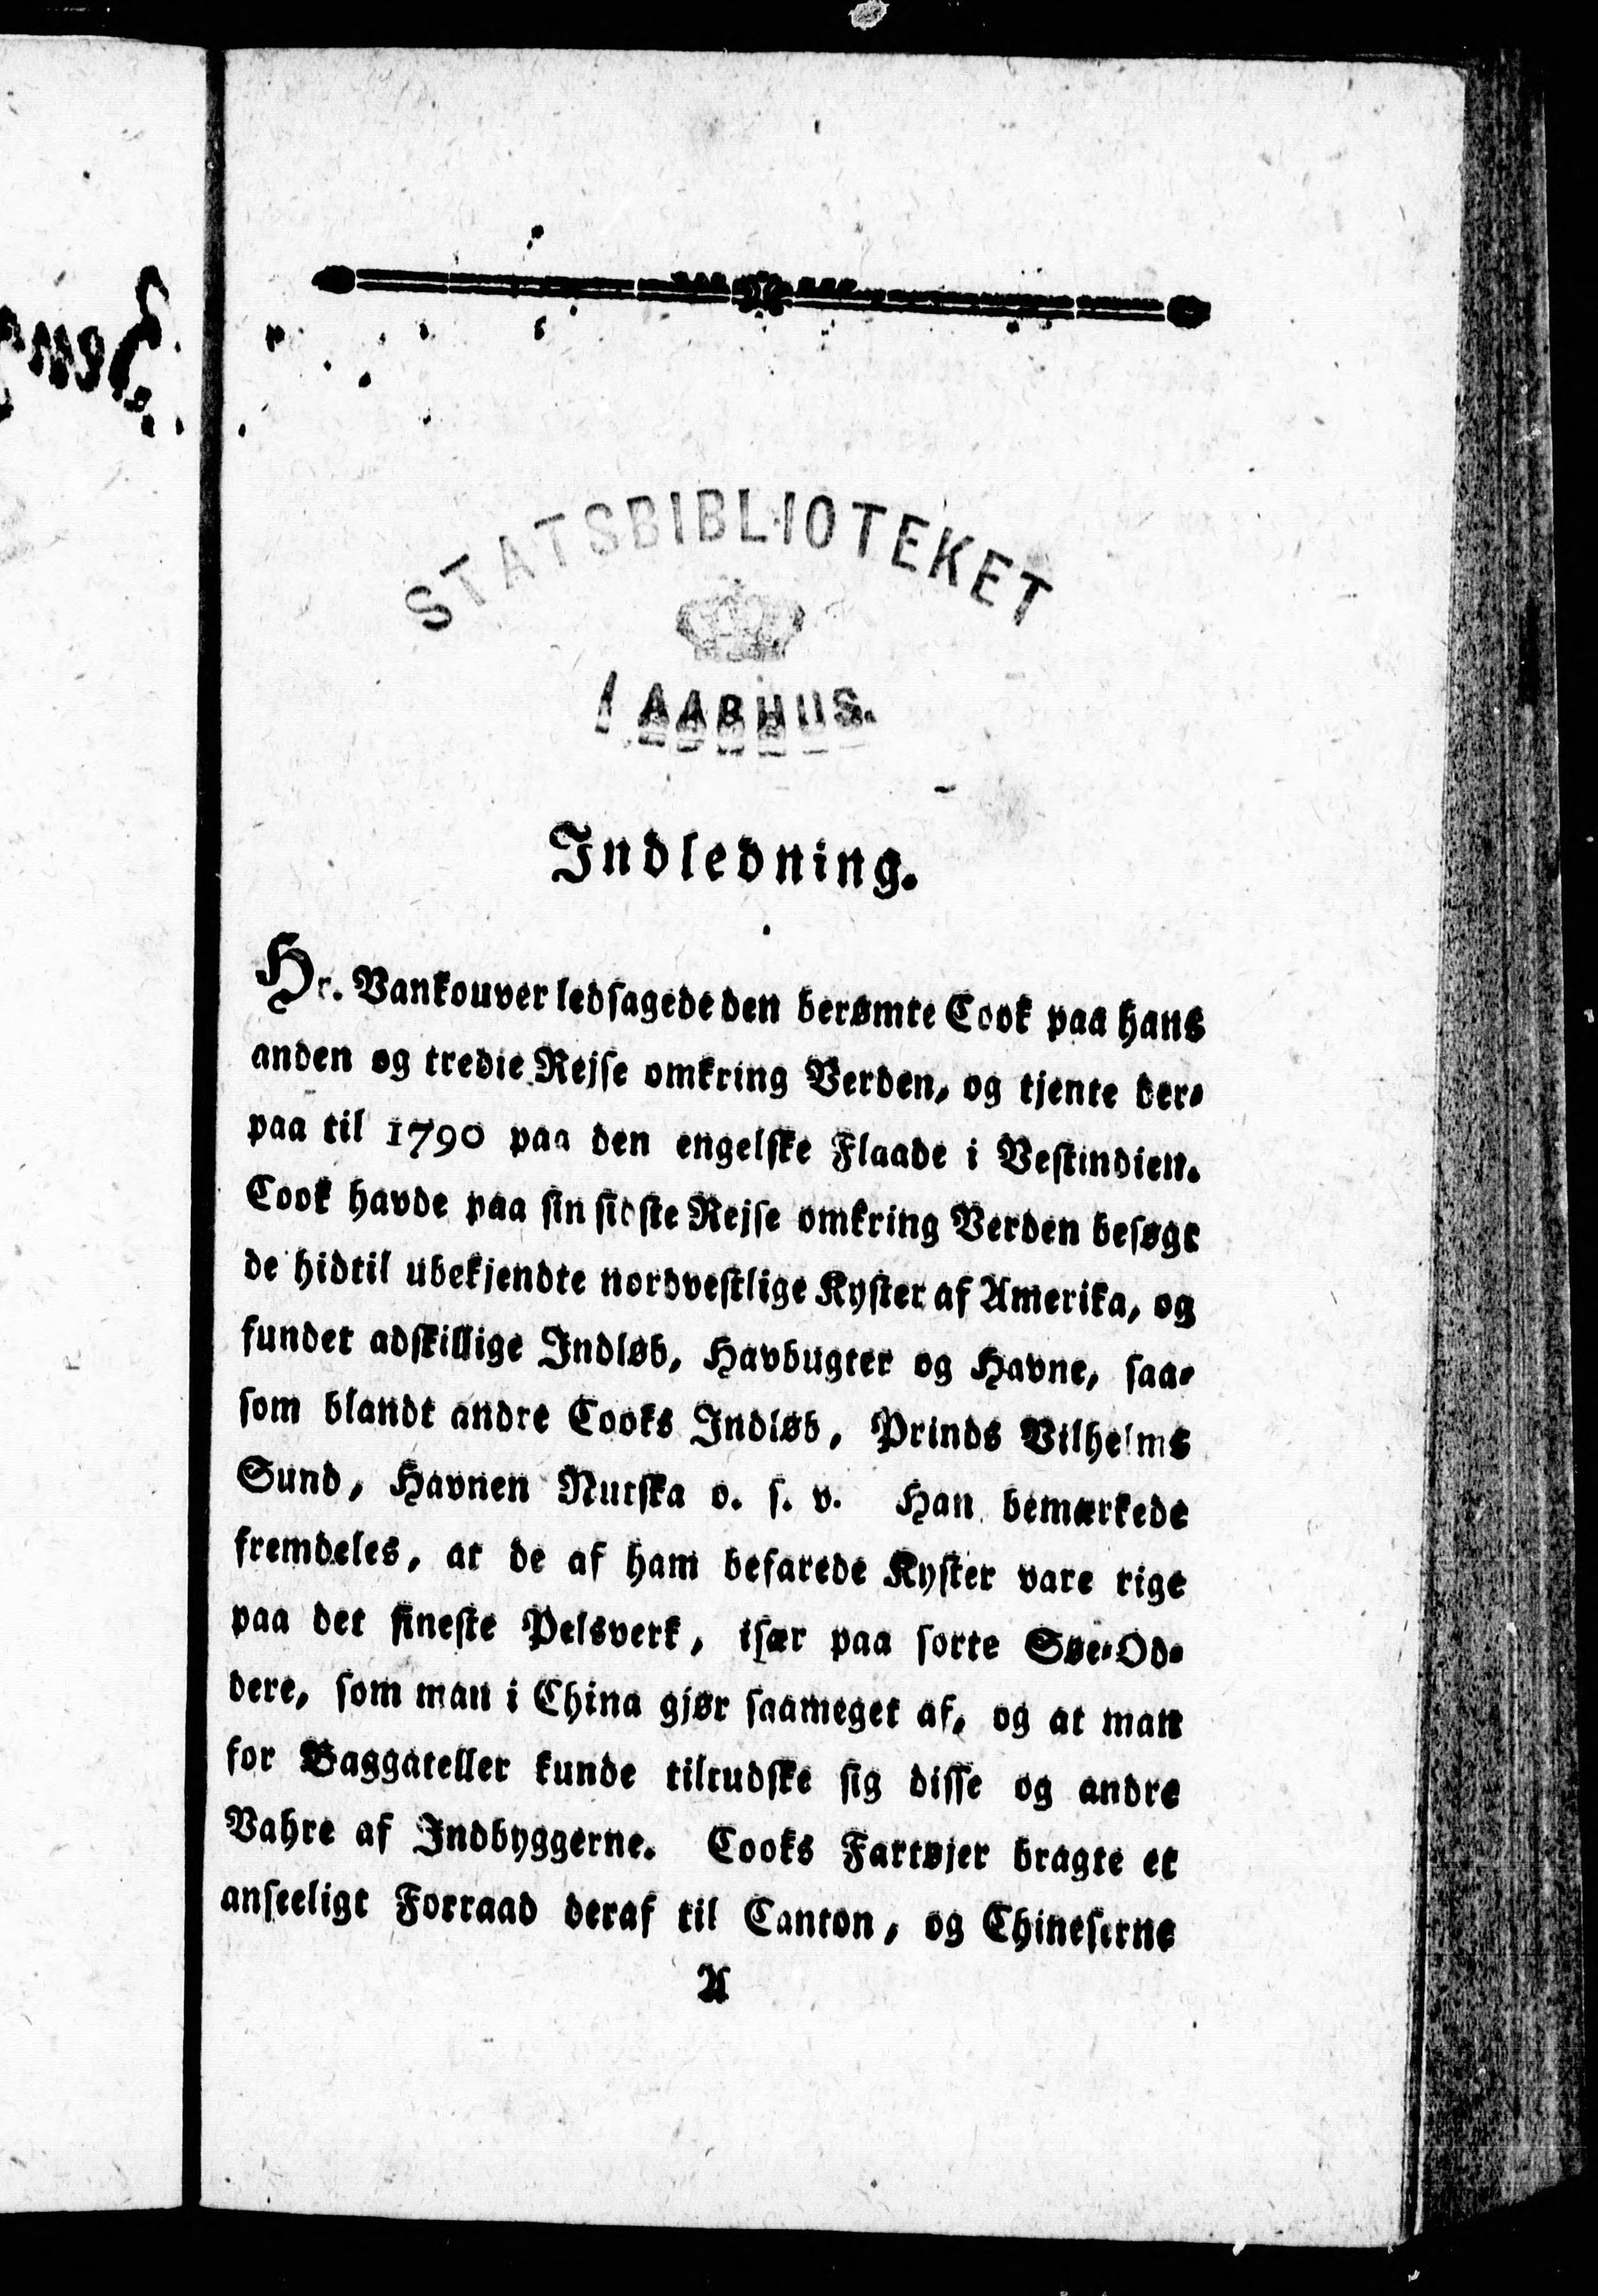 STATSBIBLIOTEKET
I AARHUS.
Indledning.
Hr. Vankouver ledsagede den berømte Cook paa hans
anden og tredie Rejse omkring Verden, og tjente der-
paa til 1790 paa den engelske Flaade i Vestindien.
Cook havde paa sin sidste Rejse omkring Verden besøgt
de hidtil ubekjendte nordvestlige Kyster af Amerika, og
fundet adskillige Indløb, Havbugter og Havne, saa-
som blandt andre Cooks Indløb, Prinds Vilhelms
Sund, Havnen Nutska o. s. v. Han bemærkede
fremdeles, at de af ham befarede Kyster vare rige
paa det fineste Pelsverk, især paa sorte Søe-Od-
dere, som man i China gjør saameget af, og at man
for Baggateller kunde tiltudske sig disse og andre
Vahre af Indbyggerne. Cooks Fartøjer bragte et
anseeligt Forraad deraf til Canton, og Chineserne
A